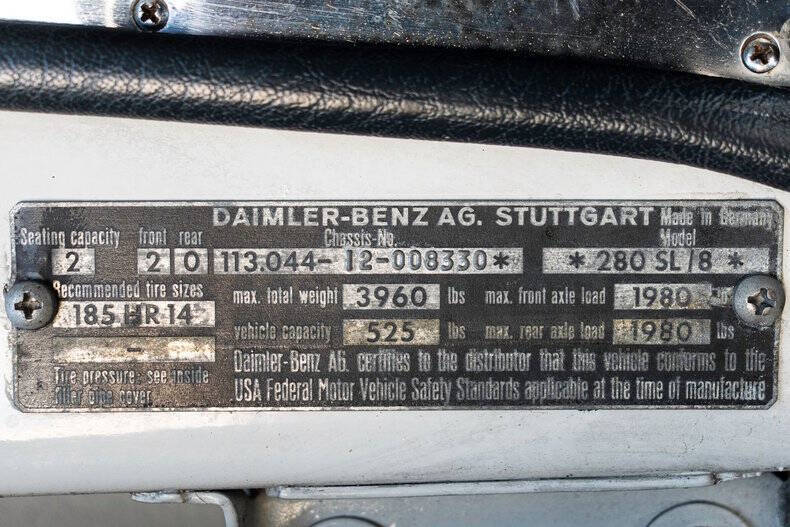 DAIMLER-BENZ AG. STUTTGART Made in Germany
Seating capacity front rear Chassis-No. Model
2 2 0 113.044- 12-008330* * 280 SL/8 *
Recommended tire sizes max. total weight 3960 lbs max. front axle load 1980
185 HR 14 vehicle capacity 525 lbs max. rear axle load 1980 lbs
-
Daimler-Benz AG. certifies to the distributor that this vehicle conforms to the
Tire pressure: see inside USA Federal Motor Vehicle Safety Standards applicable at the time of manufacture
filler pipe cover